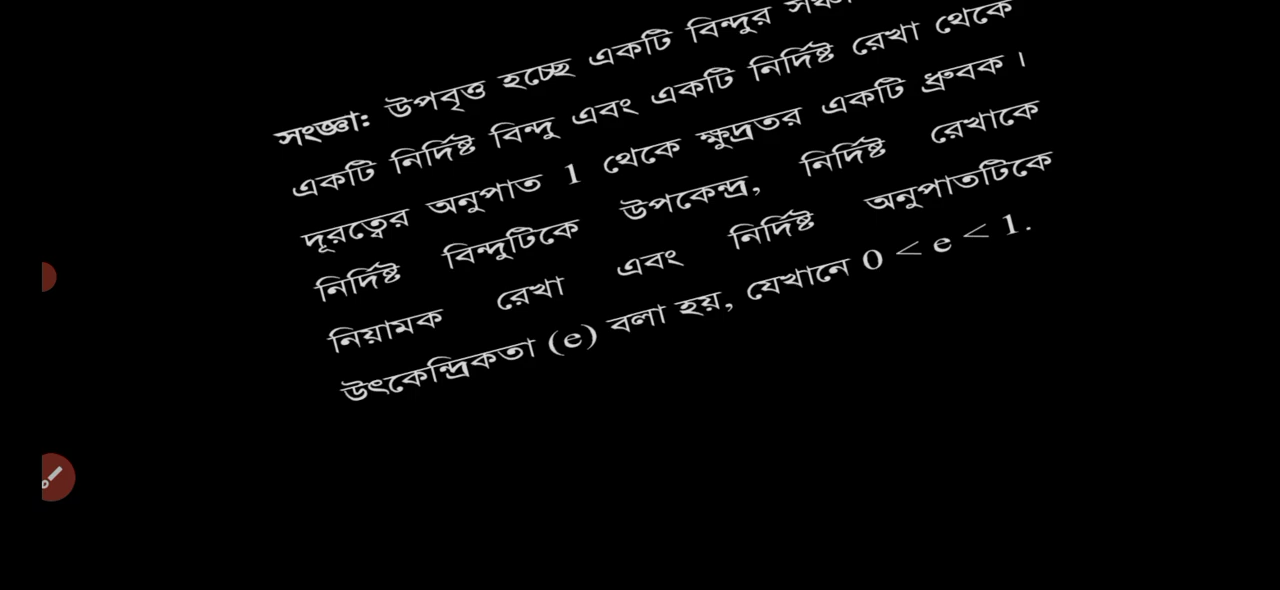 সংজ্ঞা: উপবৃত্ত হচ্ছে একটি বিন্দুর
একটি নির্দিষ্ট বিন্দু এবং একটি নির্দিষ্ট রেখা থেকে
দূরত্বের অনুপাত 1 থেকে ক্ষুদ্রতর একটি ধ্রুবক।
নির্দিষ্ট বিন্দুটিকে উপকেন্দ্র, নির্দিষ্ট রেখাকে
নিয়ামক রেখা এবং নির্দিষ্ট অনুপাতটিকে
উৎকেন্দ্রিকতা (e) বলা হয়, যেখানে 0 < e < 1.